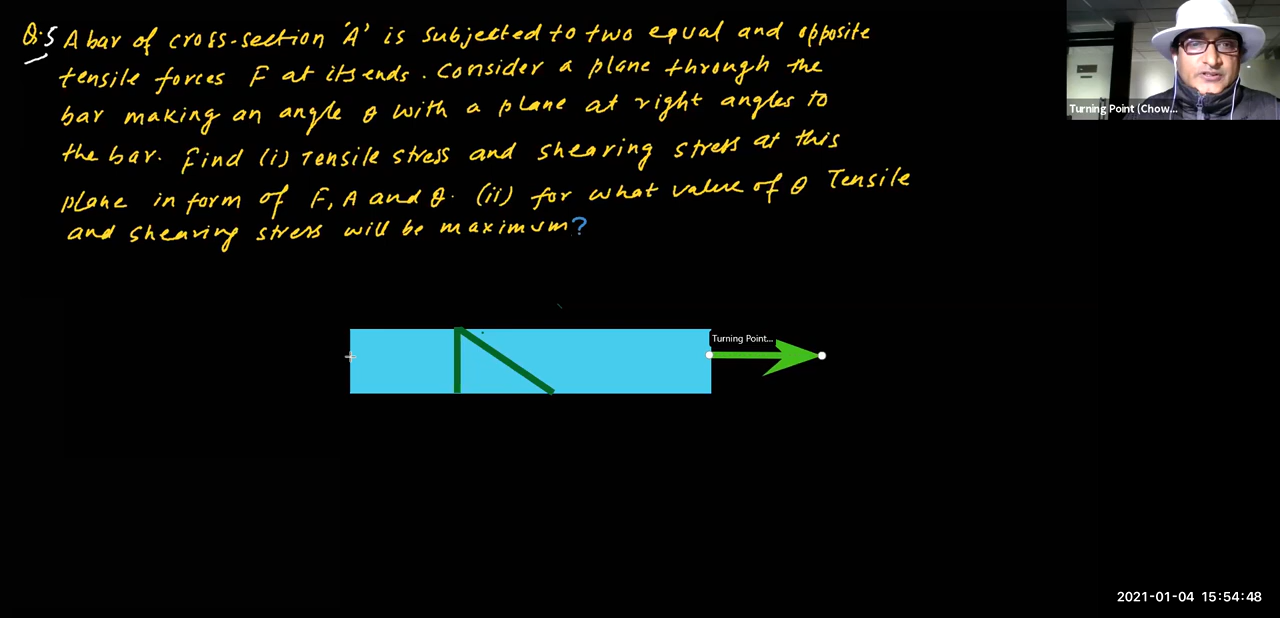 Q.5 A bar of cross-section 'A' is subjected to two equal and opposite
tensile forces F at its ends. Consider a plane through the
bar making an angle θ with a plane at right angles to
the bar. Find (i) Tensile stress and shearing stress at this
plane in form of F, A and θ. (ii) for what value of θ Tensile
and shearing stress will be maximum?
Turning Point (Chow...
Turning Point...
2021-01-04 15:54:48